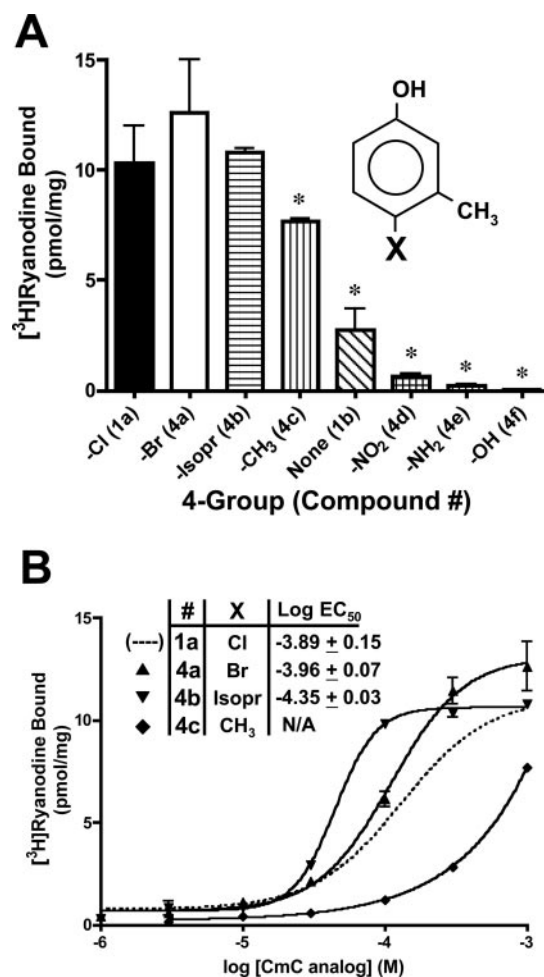 A
[³H]Ryanodine Bound
(pmol/mg)
15
10
5
0
OH
CH₃
X
*
*
*
*
*
-Cl (1a)
-Br (4a)
-Isopr (4b)
-CH₃ (4c)
None (1b)
-NO₂ (4d)
-NH₂ (4e)
-OH (4f)
4-Group (Compound #)
B
[³H]Ryanodine Bound
(pmol/mg)
15
10
5
0
# X Log EC₅₀
(----) 1a Cl -3.89 ± 0.15
4a Br -3.96 ± 0.07
4b Isopr -4.35 ± 0.03
4c CH₃ N/A
-6 -5 -4 -3
log [CmC analog] (M)